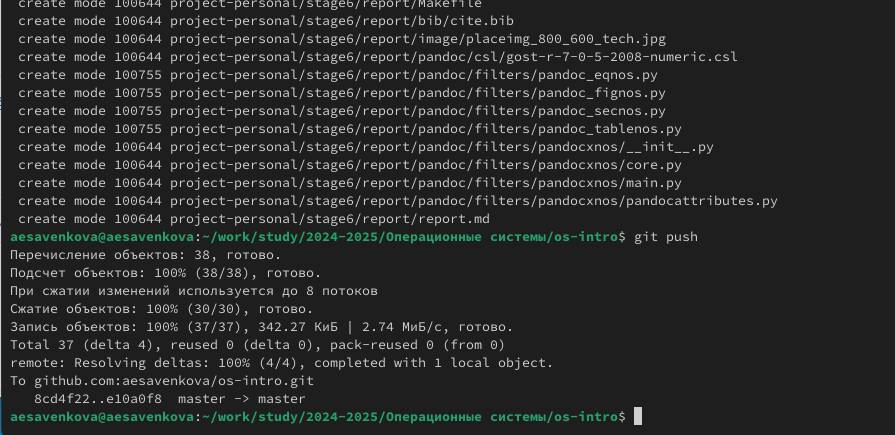 create mode 100644 project-personal/stage6/report/Makefile
create mode 100644 project-personal/stage6/report/bib/cite.bib
create mode 100644 project-personal/stage6/report/image/placeimg_800_600_tech.jpg
create mode 100644 project-personal/stage6/report/pandoc/csl/gost-r-7-0-5-2008-numeric.csl
create mode 100755 project-personal/stage6/report/pandoc/filters/pandoc_eqnos.py
create mode 100755 project-personal/stage6/report/pandoc/filters/pandoc_fignos.py
create mode 100755 project-personal/stage6/report/pandoc/filters/pandoc_secnos.py
create mode 100755 project-personal/stage6/report/pandoc/filters/pandoc_tablenos.py
create mode 100644 project-personal/stage6/report/pandoc/filters/pandocxnos/__init__.py
create mode 100644 project-personal/stage6/report/pandoc/filters/pandocxnos/core.py
create mode 100644 project-personal/stage6/report/pandoc/filters/pandocxnos/main.py
create mode 100644 project-personal/stage6/report/pandoc/filters/pandocxnos/pandocattributes.py
create mode 100644 project-personal/stage6/report/report.md
aesavenkova@aesavenkova:~/work/study/2024-2025/Операционные системы/os-intro$ git push
Перечисление объектов: 38, готово.
Подсчет объектов: 100% (38/38), готово.
При сжатии изменений используется до 8 потоков
Сжатие объектов: 100% (30/30), готово.
Запись объектов: 100% (37/37), 342.27 КиБ | 2.74 МиБ/с, готово.
Total 37 (delta 4), reused 0 (delta 0), pack-reused 0 (from 0)
remote: Resolving deltas: 100% (4/4), completed with 1 local object.
To github.com:aesavenkova/os-intro.git
8cd4f22..e10a0f8  master -> master
aesavenkova@aesavenkova:~/work/study/2024-2025/Операционные системы/os-intro$